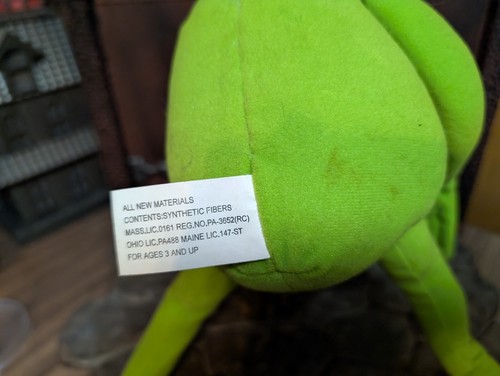 ALL NEW MATERIALS
CONTENTS:SYNTHETIC FIBERS
MASS.LIC.0161 REG.NO.PA-3652(RC)
OHIO LIC.PA488 MAINE LIC.147-ST
FOR AGES 3 AND UP